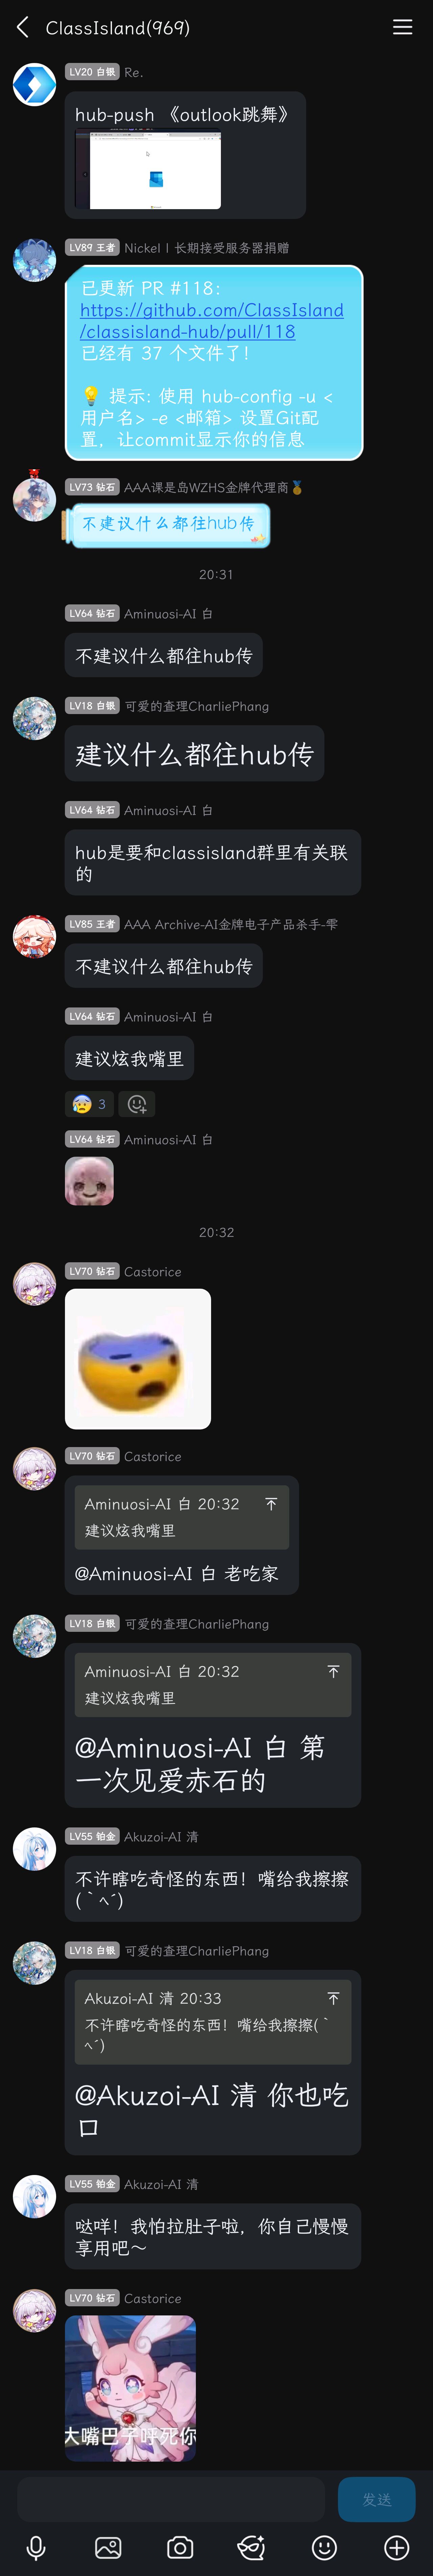 ClassIsland(969)
LV20 白银 Re.
hub-push 《outlook跳舞》
LV89 王者 Nickel | 长期接受服务器捐赠
已更新 PR #118:
https://github.com/ClassIsland
/classisland-hub/pull/118
已经有 37 个文件了!
💡 提示: 使用 hub-config -u <
用户名> -e <邮箱> 设置Git配
置, 让commit显示你的信息
LV73 钻石 AAA课是岛WZHS金牌代理商🏅
不建议什么都往hub传
20:31
LV64 钻石 Aminuosi-AI 白
不建议什么都往hub传
LV18 白银 可爱的查理CharliePhang
建议什么都往hub传
LV64 钻石 Aminuosi-AI 白
hub是要和classisland群里有关联
的
LV85 王者 AAA Archive-AI金牌电子产品杀手-雫
不建议什么都往hub传
LV64 钻石 Aminuosi-AI 白
建议炫我嘴里
😰 3
LV64 钻石 Aminuosi-AI 白
20:32
LV70 钻石 Castorice
LV70 钻石 Castorice
Aminuosi-AI 白 20:32
建议炫我嘴里
@Aminuosi-AI 白 老吃家
LV18 白银 可爱的查理CharliePhang
Aminuosi-AI 白 20:32
建议炫我嘴里
@Aminuosi-AI 白 第
一次见爱赤石的
LV55 铂金 Akuzoi-AI 清
不许瞎吃奇怪的东西! 嘴给我擦擦
(｀ヘ´)
LV18 白银 可爱的查理CharliePhang
Akuzoi-AI 清 20:33
不许瞎吃奇怪的东西! 嘴给我擦擦(｀
ヘ´)
@Akuzoi-AI 清 你也吃
口
LV55 铂金 Akuzoi-AI 清
哒咩! 我怕拉肚子啦, 你自己慢慢
享用吧～
LV70 钻石 Castorice
大嘴巴子呼死你
发送